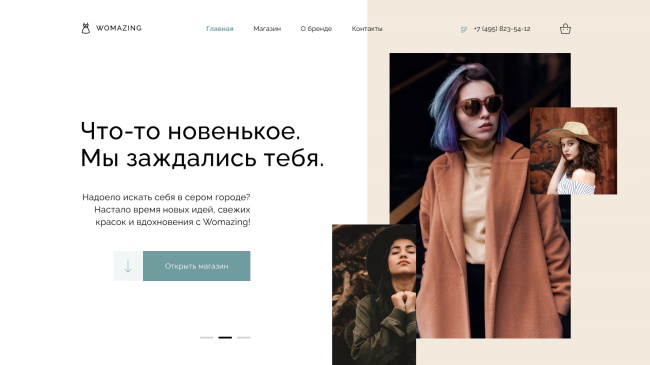 WOMAZING
Главная
Магазин
О бренде
Контакты
+7 (495) 823-54-12
Что-то новенькое.
Мы заждались тебя.
Надоело искать себя в сером городе?
Настало время новых идей, свежих
красок и вдохновения с Womazing!
Открыть магазин